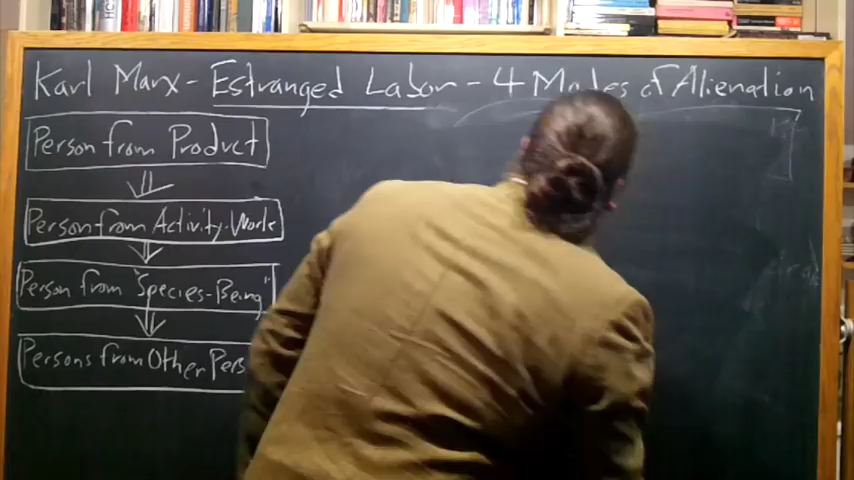 Karl Marx - Estranged Labor - 4 Modes of Alienation
Person from Product
Person from Activity, Work
Person from "Species-Being"
Persons from Other Pers